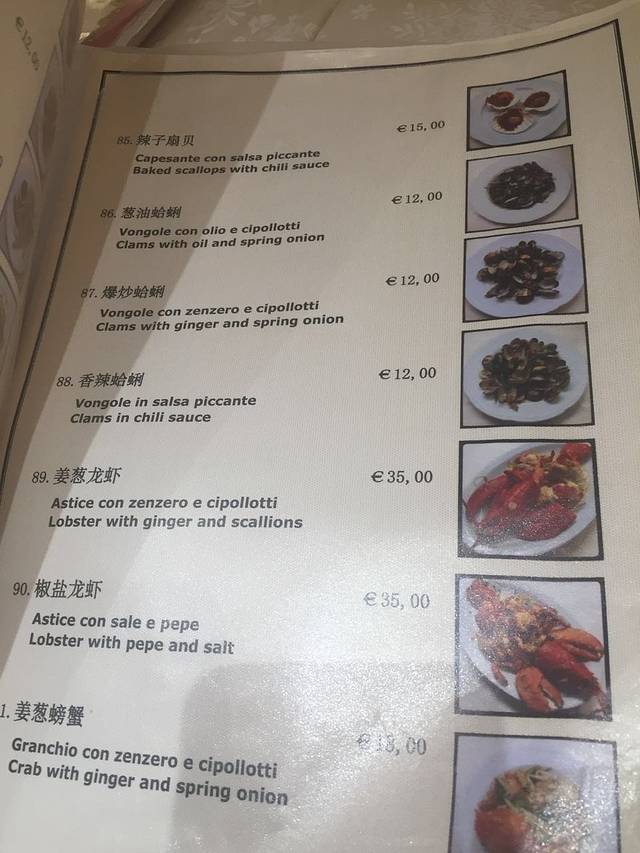 €12,00
85. 辣子扇贝
€15,00
Capesante con salsa piccante
Baked scallops with chili sauce
86. 葱油蛤蜊
€12,00
Vongole con olio e cipollotti
Clams with oil and spring onion
87. 爆炒蛤蜊
€12,00
Vongole con zenzero e cipollotti
Clams with ginger and spring onion
88. 香辣蛤蜊
€12,00
Vongole in salsa piccante
Clams in chili sauce
89. 姜葱龙虾
€35,00
Astice con zenzero e cipollotti
Lobster with ginger and scallions
90. 椒盐龙虾
€35,00
Astice con sale e pepe
Lobster with pepe and salt
1. 姜葱螃蟹
€18,00
Granchio con zenzero e cipollotti
Crab with ginger and spring onion